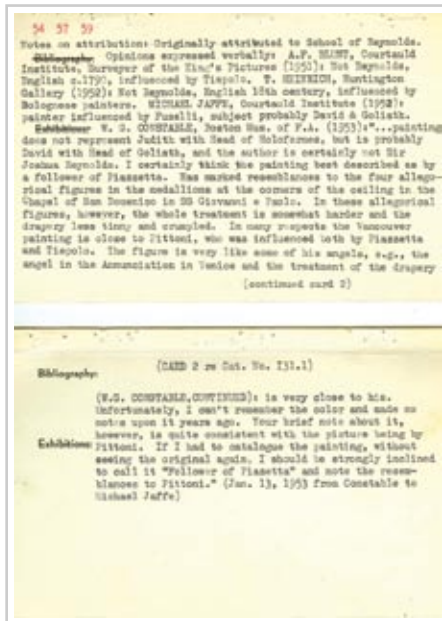 54 57 59
Notes on attribution: Originally attributed to School of Reynolds.
Bibliography: Opinions expressed verbally: A.F. BLUNT, Courtauld
Institute, Surveyor of the King's Pictures (1950): Not Reynolds,
English c.1790, influenced by Tiepolo. T. HEINRICH, Huntington
Gallery (1952): Not Reynolds, English 18th century, influenced by
Bolognese painters. MICHAEL JAFFE, Courtauld Institute (1952):
painter influenced by Fuseli, subject probably David & Goliath.
Exhibitions: W. G. CONSTABLE, Boston Mus. of F.A. (1953): "...painting
does not represent Judith with Head of Holofernes, but is probably
David with Head of Goliath, and the author is certainly not Sir
Joshua Reynolds. I certainly think the painting best described as by
a follower of Piazzetta. Has marked resemblances to the four allego-
rical figures in the medallions at the corners of the ceiling in the
Chapel of San Domenico in SS Giovanni e Paolo. In these allegorical
figures, however, the whole treatment is somewhat harder and the
drapery less tinny and crumpled. In many respects the Vancouver
painting is close to Pittoni, who was influenced both by Piazzetta
and Tiepolo. The figure is very like some of his angels, e.g., the
angel in the Annunciation in Venice and the treatment of the drapery
(continued card 2)
(CARD 2 re Cat. No. I31.1)
Bibliography:
(W.G. CONSTABLE, CONTINUED): is very close to his.
Unfortunately, I can't remember the color and made no
notes upon it years ago. Your brief note about it,
Exhibitions: however, is quite consistent with the picture being by
Pittoni. If I had to catalogue the painting, without
seeing the original again, I should be strongly inclined
to call it "Follower of Piazetta" and note the resem-
blances to Pittoni." (Jan. 13, 1953 from Constable to
Michael Jaffe)